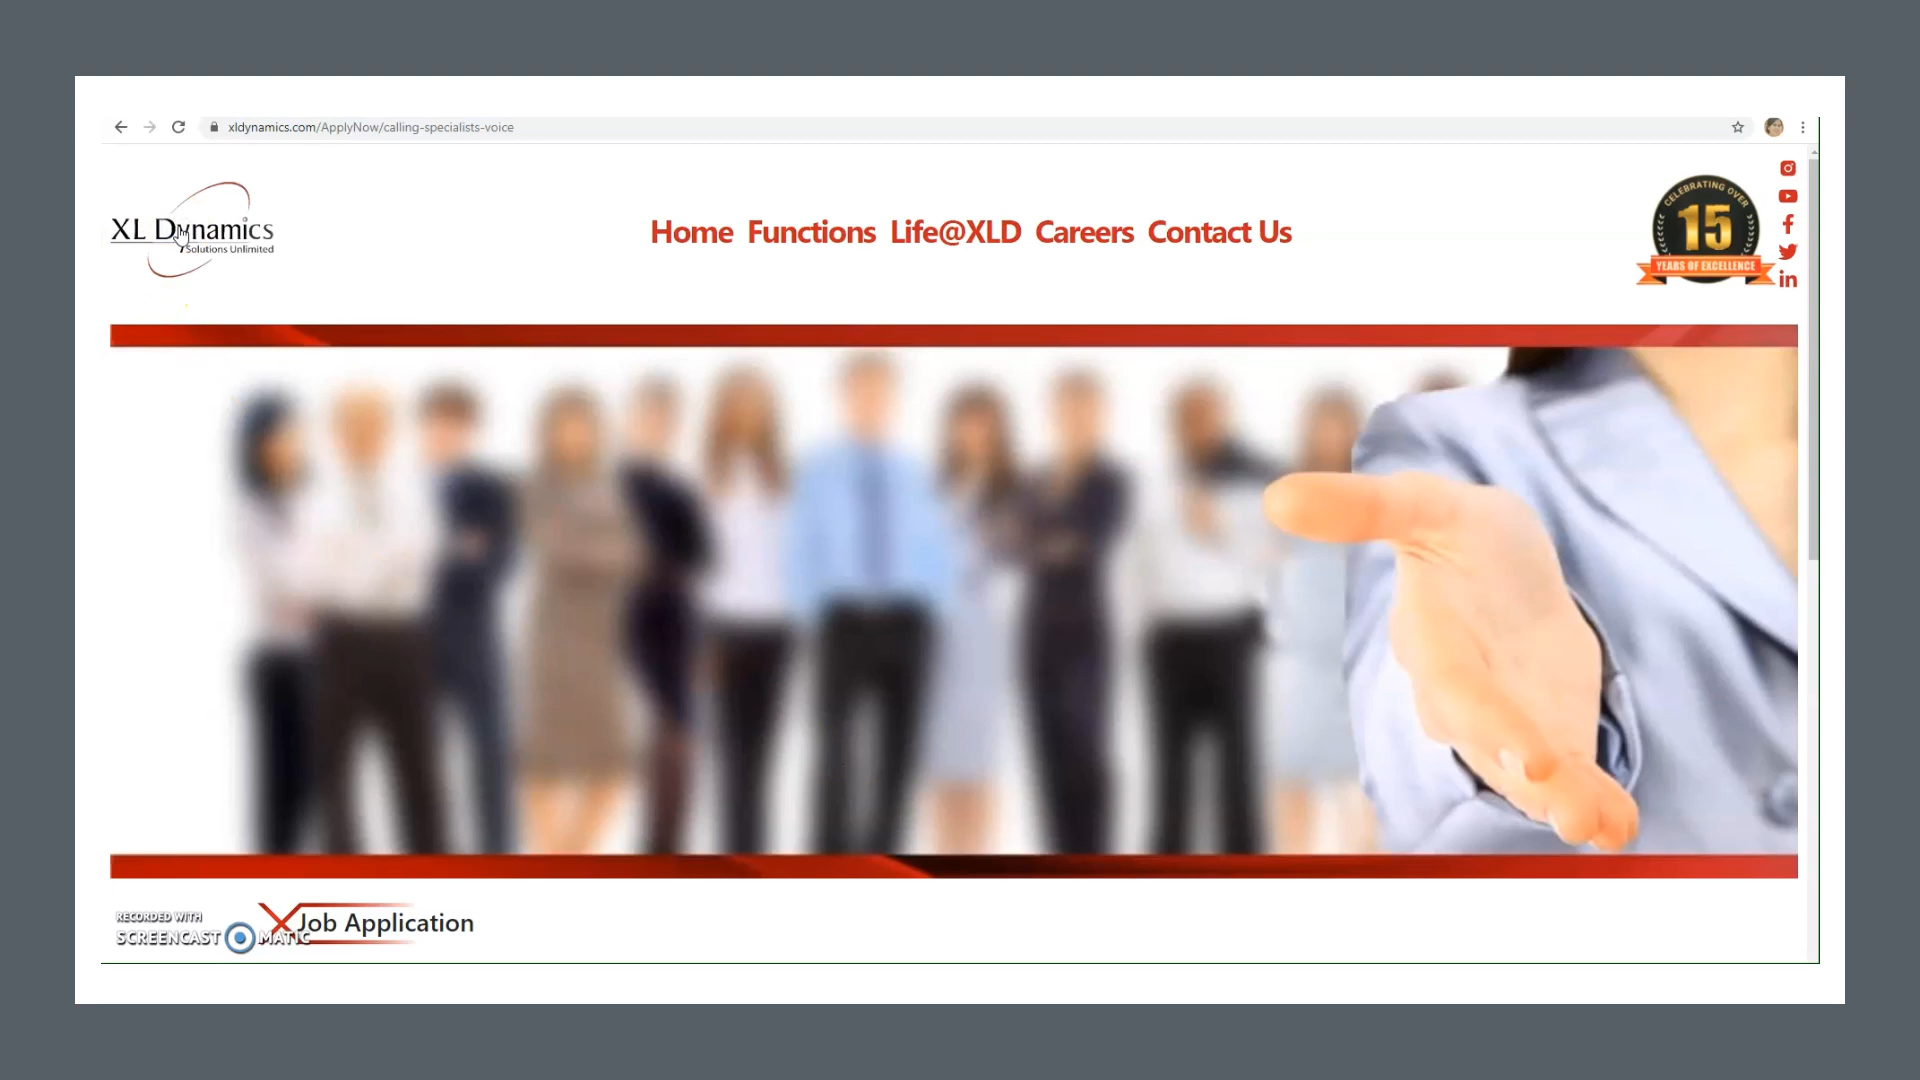 xldynamics.com/ApplyNow/calling-specialists-voice
XL Dynamics
Solutions Unlimited
Home Functions Life@XLD Careers Contact Us
CELEBRATING OVER
15
YEARS OF EXCELLENCE
Job Application
RECORDED WITH
SCREENCAST MATIC